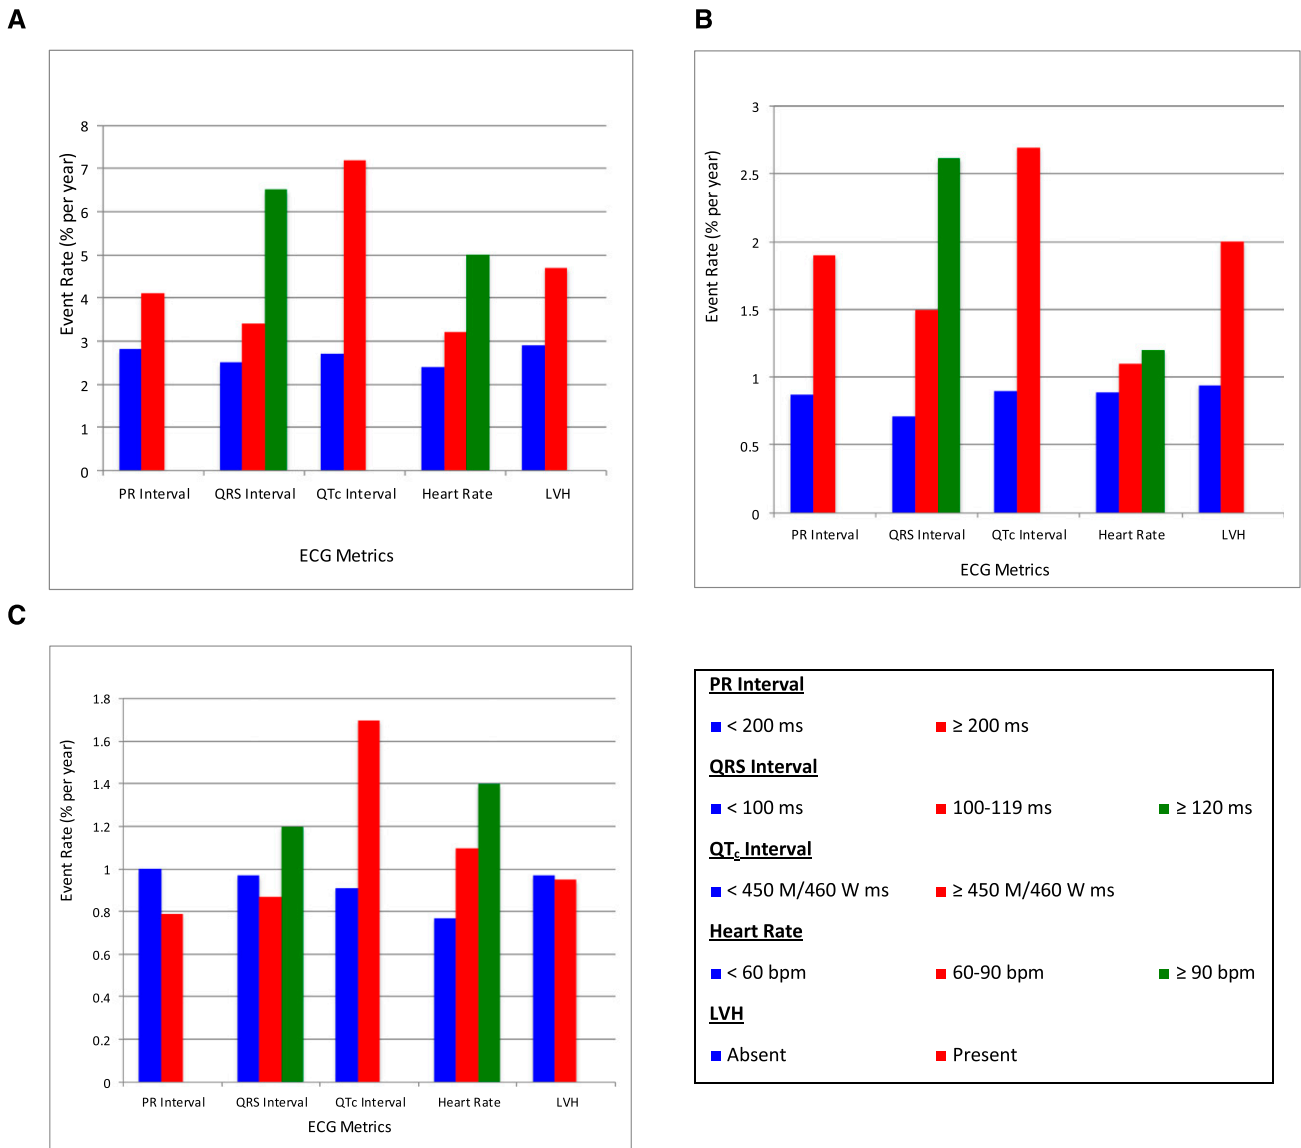 A
Event Rate (% per year)
8
7
6
5
4
3
2
1
0
PR Interval QRS Interval QTc Interval Heart Rate LVH
ECG Metrics
B
Event Rate (% per year)
3
2.5
2
1.5
1
0.5
0
PR Interval QRS Interval QTc Interval Heart Rate LVH
ECG Metrics
C
Event Rate (% per year)
1.8
1.6
1.4
1.2
1
0.8
0.6
0.4
0.2
0
PR Interval QRS Interval QTc Interval Heart Rate LVH
ECG Metrics
PR Interval
< 200 ms ≥ 200 ms
QRS Interval
< 100 ms 100-119 ms ≥ 120 ms
QTc Interval
< 450 M/460 W ms ≥ 450 M/460 W ms
Heart Rate
< 60 bpm 60-90 bpm ≥ 90 bpm
LVH
Absent Present